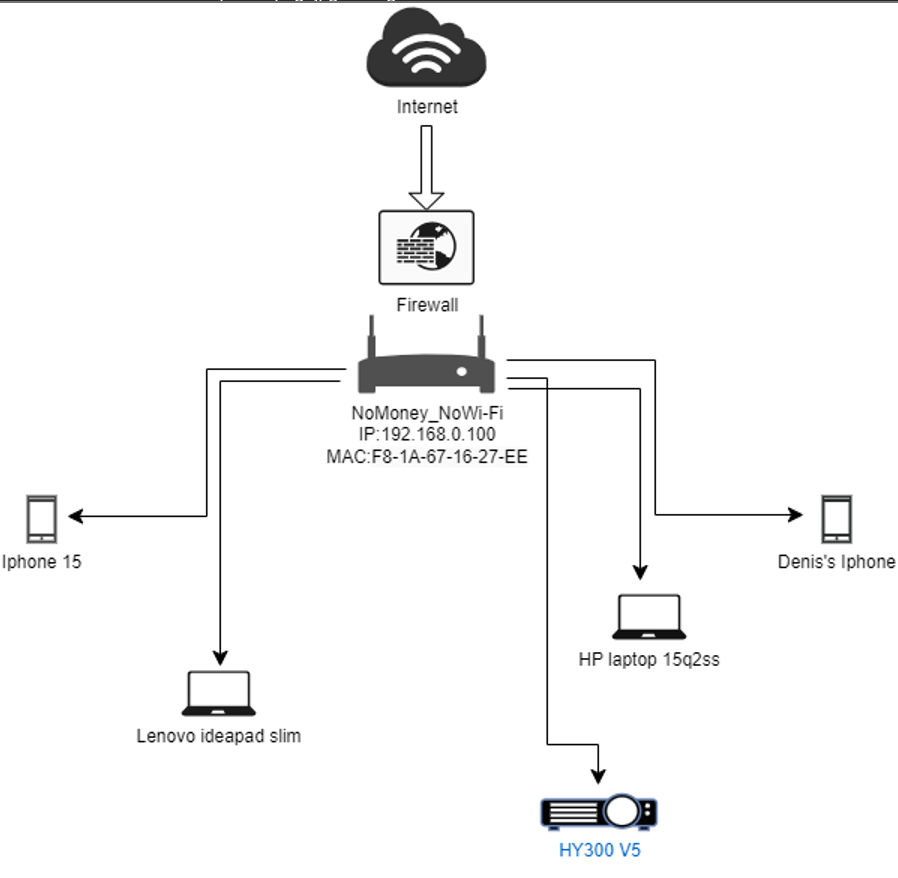 Internet
Firewall
NoMoney_NoWi-Fi
IP:192.168.0.100
MAC:F8-1A-67-16-27-EE
Iphone 15
Denis's Iphone
HP laptop 15q2ss
Lenovo ideapad slim
HY300 V5